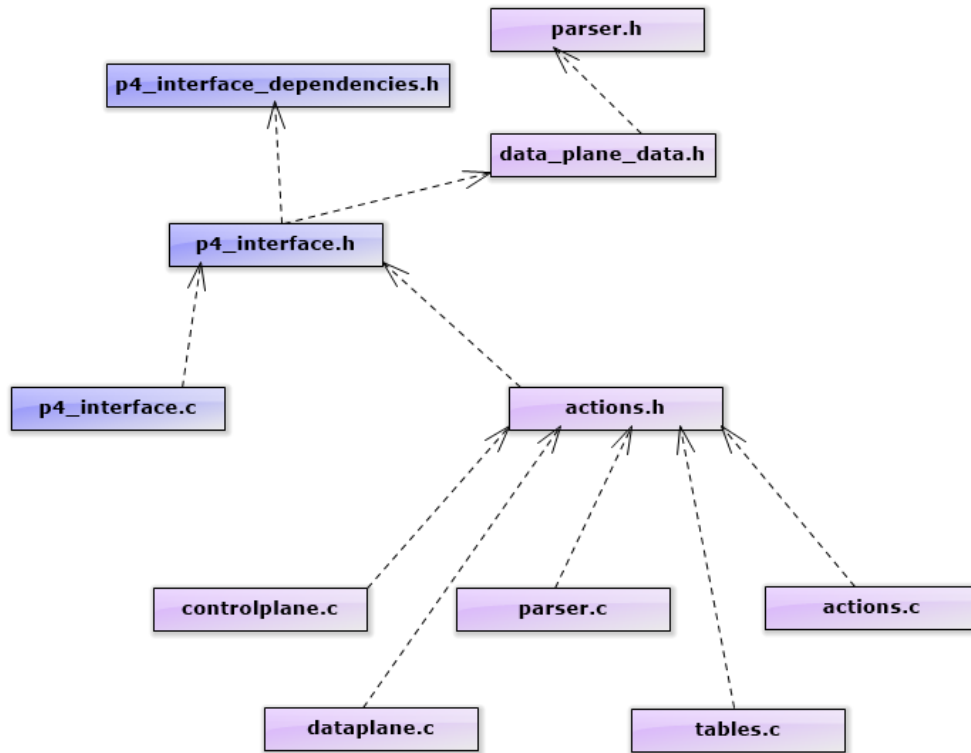 parser.h
p4_interface_dependencies.h
data_plane_data.h
p4_interface.h
p4_interface.c
actions.h
controlplane.c
parser.c
actions.c
dataplane.c
tables.c